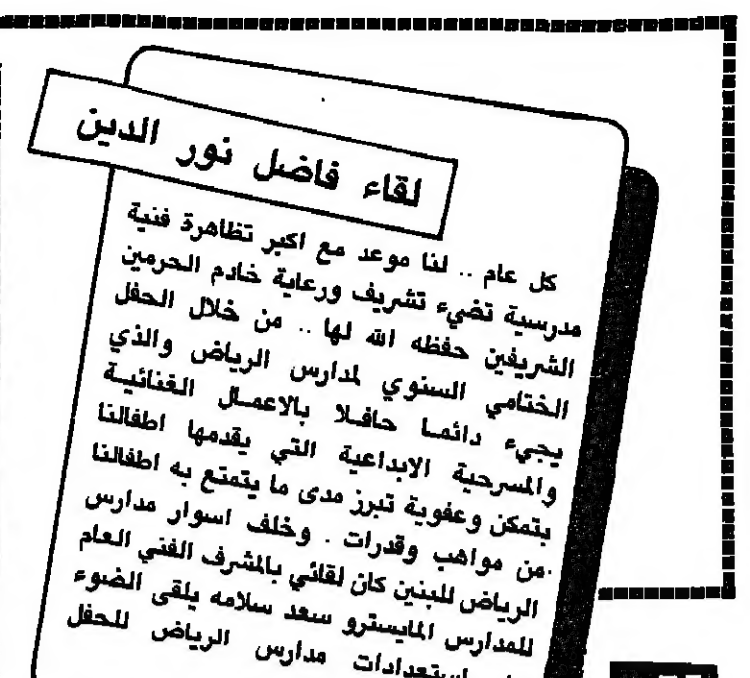 لقاء فاضل نور الدين
كل عام .. لنا موعد مع اكبر تظاهرة فنية
مدرسية تضيء تشريف ورعاية خادم الحرمين
الشريفين حفظه الله لها .. من خلال الحفل
الختامي السنوي لمدارس الرياض والذي
يجيء دائما حافلا بالاعمال الغنائية
والمسرحية الابداعية التي يقدمها اطفالنا
بتمكن وعفوية تبرز مدى ما يتمتع به اطفالنا
من مواهب وقدرات . وخلف اسوار مدارس
الرياض للبنين كان لقائي بالمشرف الفني العام
للمدارس المايسترو سعد سلامه يلقى الضوء
استعدادات مدارس الرياض للحفل